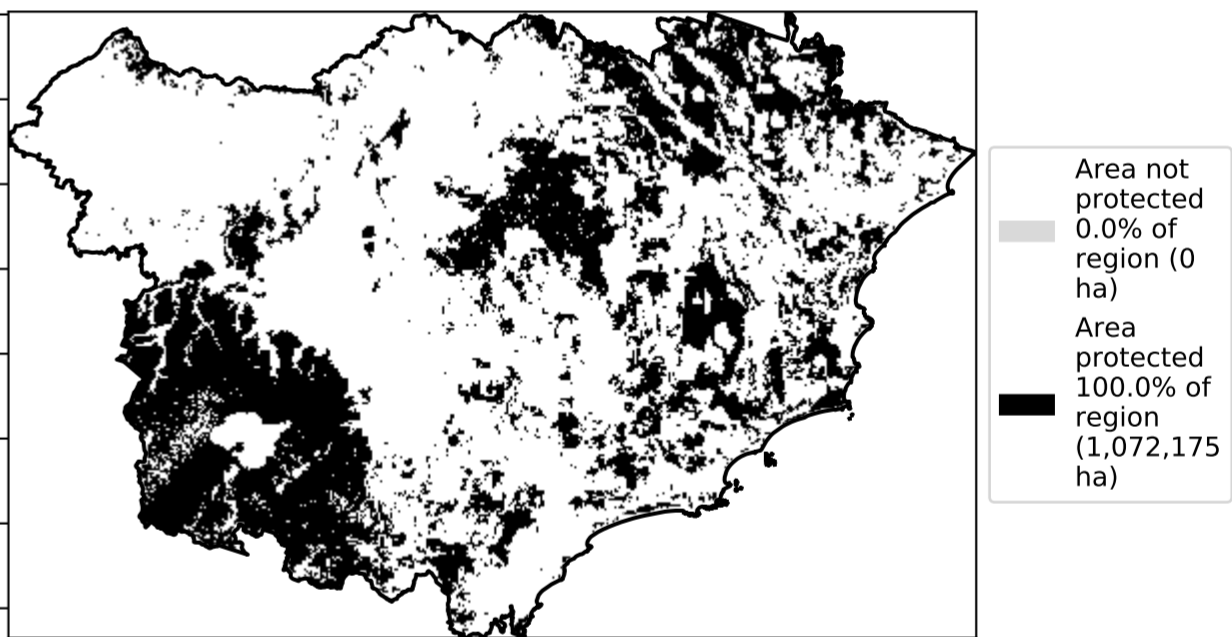 Area not
protected
0.0% of
region (0
ha)
Area
protected
100.0% of
region
(1,072,175
ha)